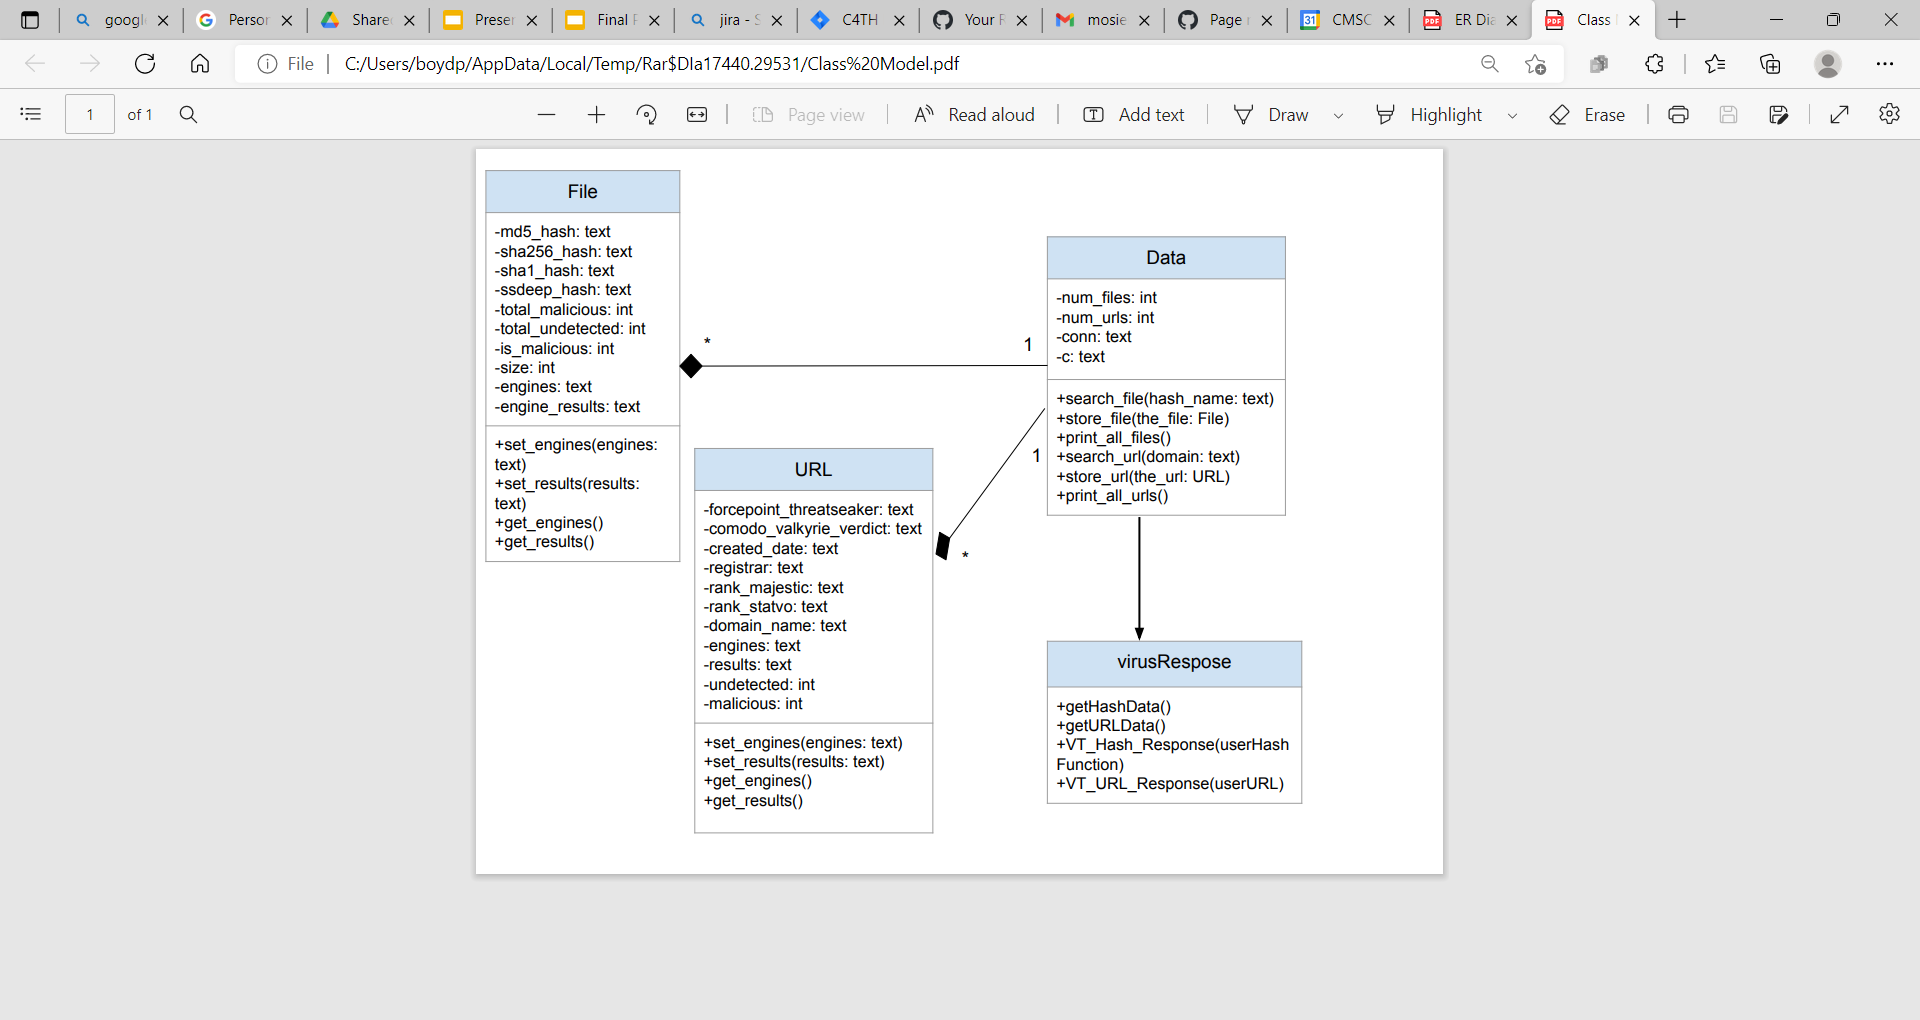 googl
Persor
Share
Preser
Final F
jira - S
C4TH
Your F
mosie
Page
31
CMSC
PDF
ER Dia
PDF
Class
File
C:/Users/boydp/AppData/Local/Temp/Rar$DIa17440.29531/Class%20Model.pdf
1
of 1
Page view
Read aloud
Add text
Draw
Highlight
Erase
File
-md5_hash: text
-sha256_hash: text
-sha1_hash: text
-ssdeep_hash: text
-total_malicious: int
-total_undetected: int
-is_malicious: int
-size: int
-engines: text
-engine_results: text
+set_engines(engines:
text)
+set_results(results:
text)
+get_engines()
+get_results()
*
1
Data
-num_files: int
-num_urls: int
-conn: text
-c: text
+search_file(hash_name: text)
+store_file(the_file: File)
+print_all_files()
+search_url(domain: text)
+store_url(the_url: URL)
+print_all_urls()
1
*
URL
-forcepoint_threatseaker: text
-comodo_valkyrie_verdict: text
-created_date: text
-registrar: text
-rank_majestic: text
-rank_statvo: text
-domain_name: text
-engines: text
-results: text
-undetected: int
-malicious: int
+set_engines(engines: text)
+set_results(results: text)
+get_engines()
+get_results()
virusRespose
+getHashData()
+getURLData()
+VT_Hash_Response(userHash
Function)
+VT_URL_Response(userURL)